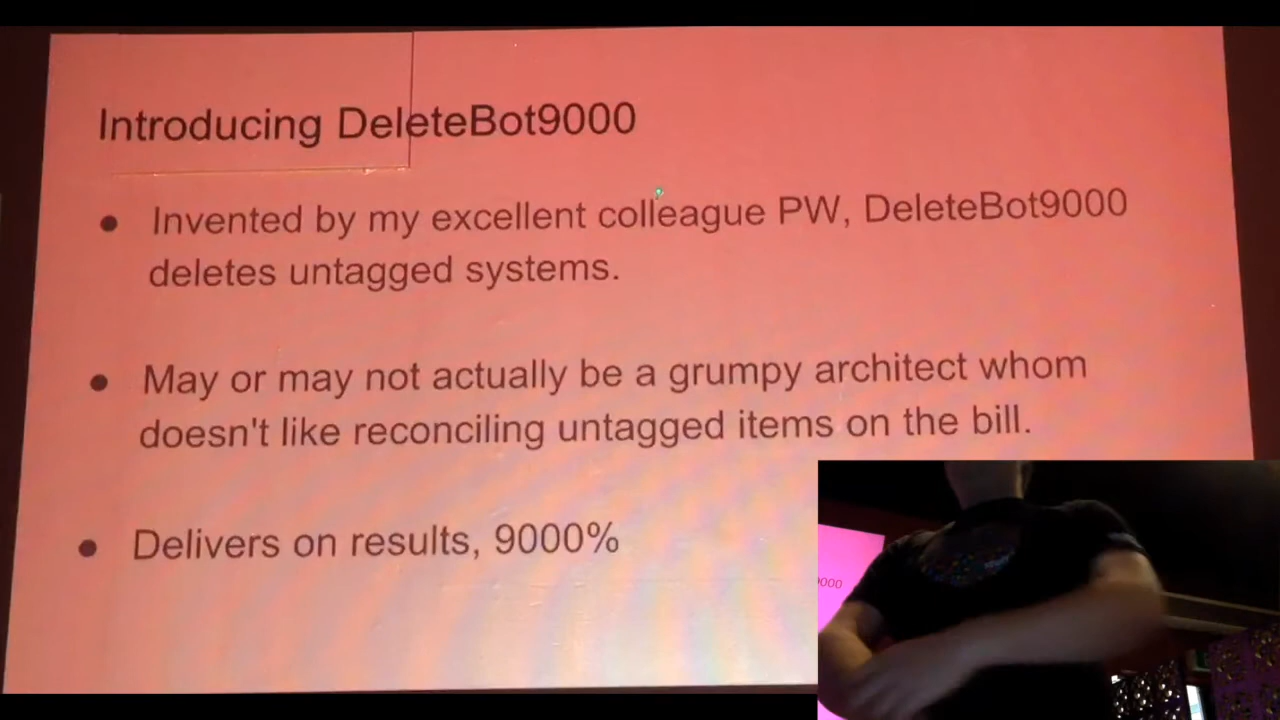 Introducing DeleteBot9000
● Invented by my excellent colleague PW, DeleteBot9000
deletes untagged systems.
● May or may not actually be a grumpy architect whom
doesn't like reconciling untagged items on the bill.
● Delivers on results, 9000%
9000